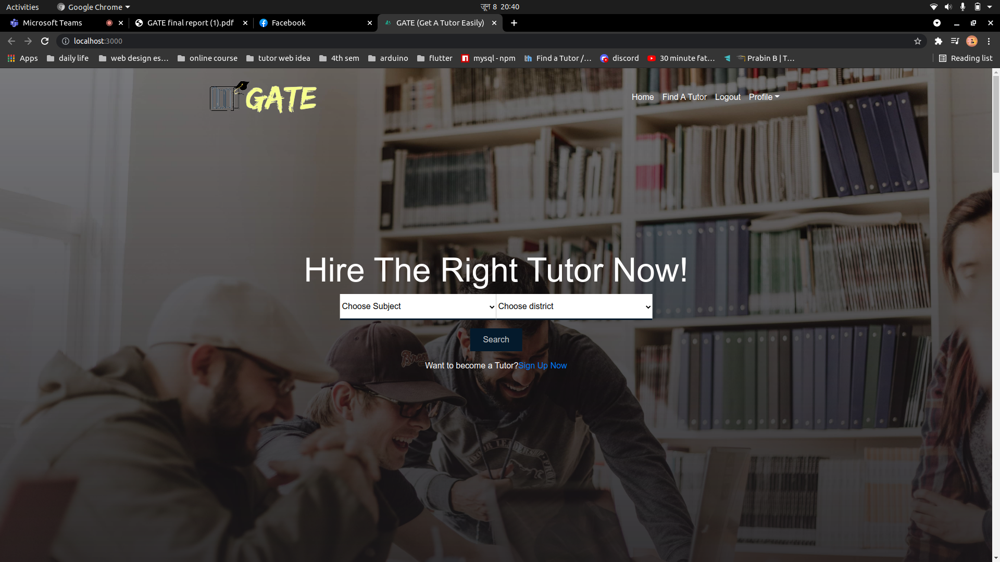 Activities Google Chrome जून 8 20:40
Microsoft Teams GATE final report (1).pdf Facebook GATE (Get A Tutor Easily)
localhost:3000
Apps daily life web design es... online course tutor web idea 4th sem arduino flutter mysql - npm Find a Tutor /... discord 30 minute fat... Prabin B | T... Reading list
GATE Home Find A Tutor Logout Profile
Hire The Right Tutor Now!
Choose Subject Choose district
Search
Want to become a Tutor?Sign Up Now